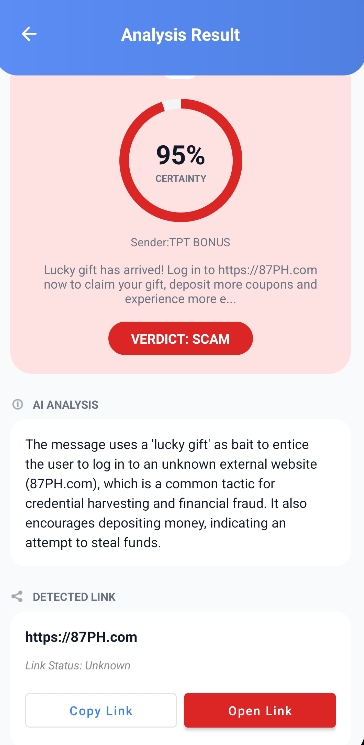 Analysis Result
95%
CERTAINTY
Sender:TPT BONUS
Lucky gift has arrived! Log in to https://87PH.com
now to claim your gift, deposit more coupons and
experience more e...
VERDICT: SCAM
AI ANALYSIS
The message uses a 'lucky gift' as bait to entice
the user to log in to an unknown external website
(87PH.com), which is a common tactic for
credential harvesting and financial fraud. It also
encourages depositing money, indicating an
attempt to steal funds.
DETECTED LINK
https://87PH.com
Link Status: Unknown
Copy Link
Open Link